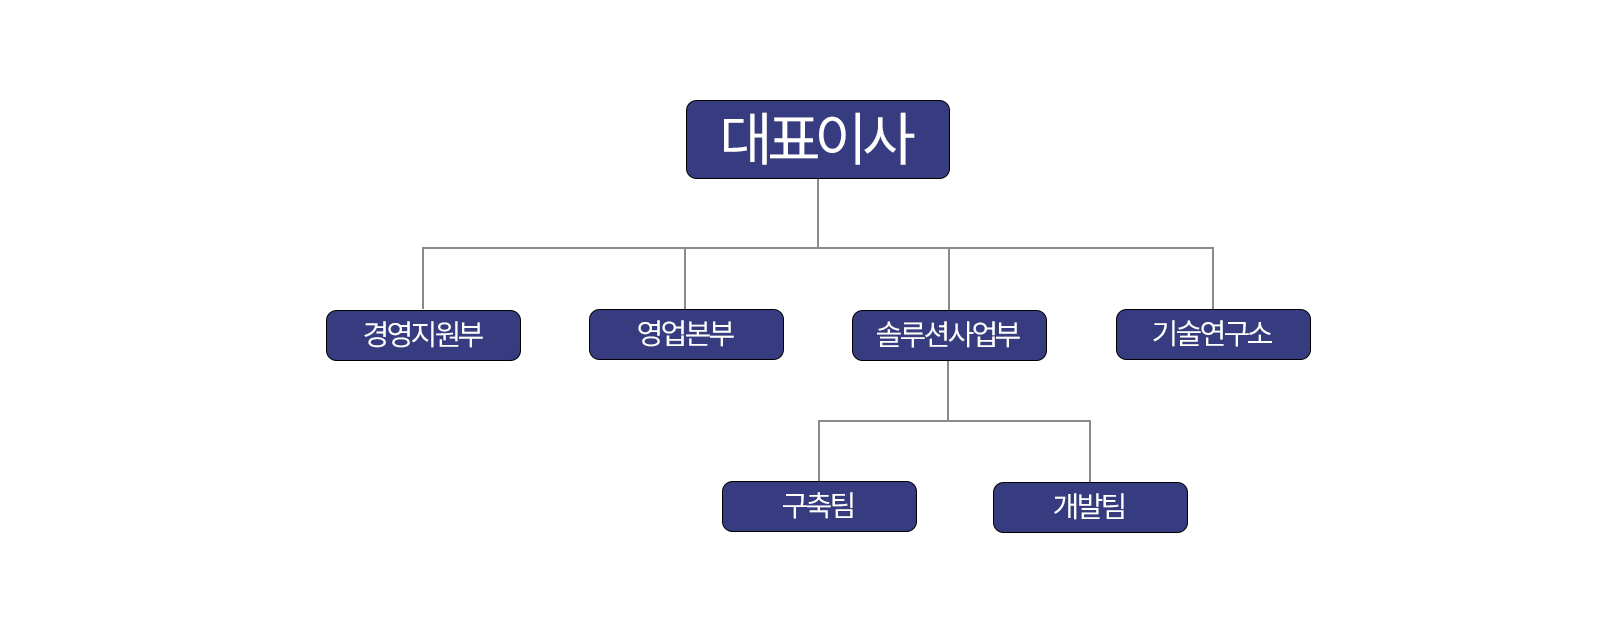 대표이사
경영지원부
영업본부
솔루션사업부
기술연구소
구축팀
개발팀